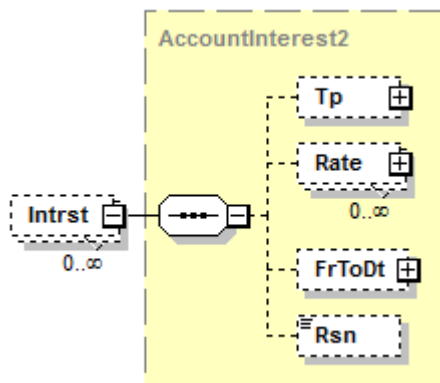 AccountInterest2
Tp
Rate
0..∞
Intrst
0..∞
FrToDt
Rsn